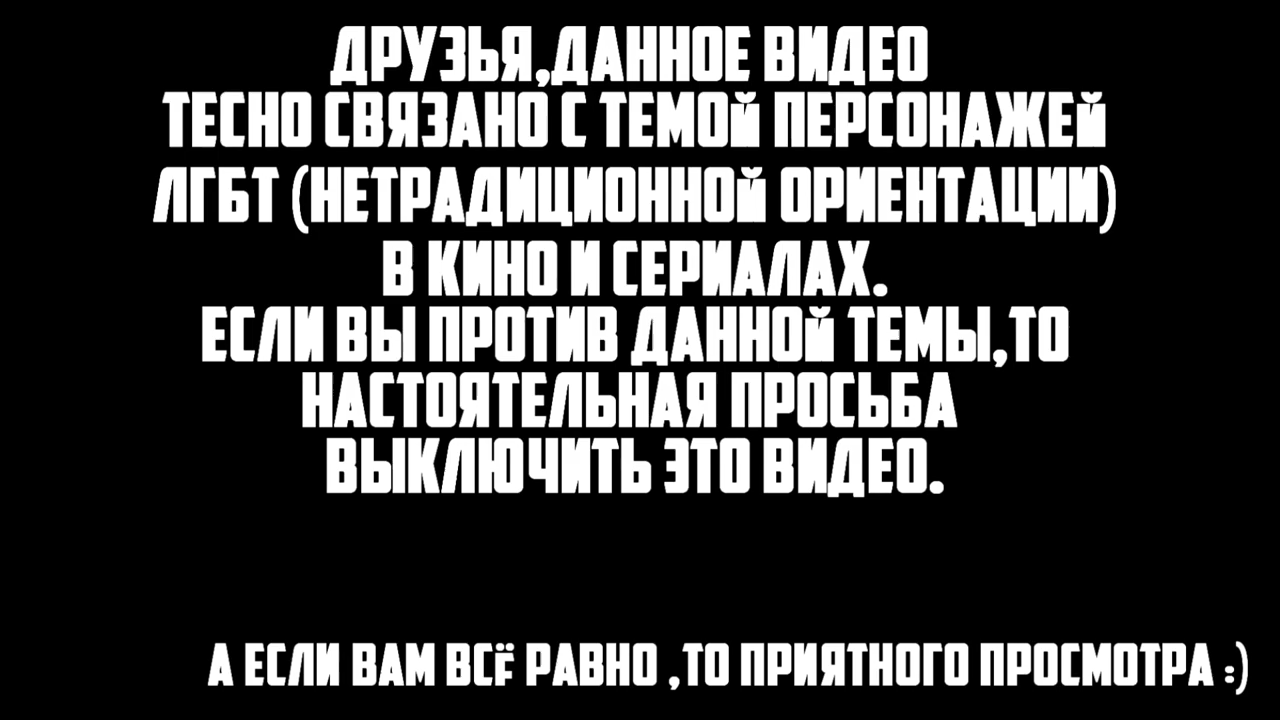 ДРУЗЬЯ,ДАННОЕ ВИДЕО
ТЕСНО СВЯЗАНО С ТЕМОЙ ПЕРСОНАЖЕЙ
ЛГБТ (НЕТРАДИЦИОННОЙ ОРИЕНТАЦИИ)
В КИНО И СЕРИАЛАХ.
ЕСЛИ ВЫ ПРОТИВ ДАННОЙ ТЕМЫ,ТО
НАСТОЯТЕЛЬНАЯ ПРОСЬБА
ВЫКЛЮЧИТЬ ЭТО ВИДЕО.
А ЕСЛИ ВАМ ВСЁ РАВНО ,ТО ПРИЯТНОГО ПРОСМОТРА :)